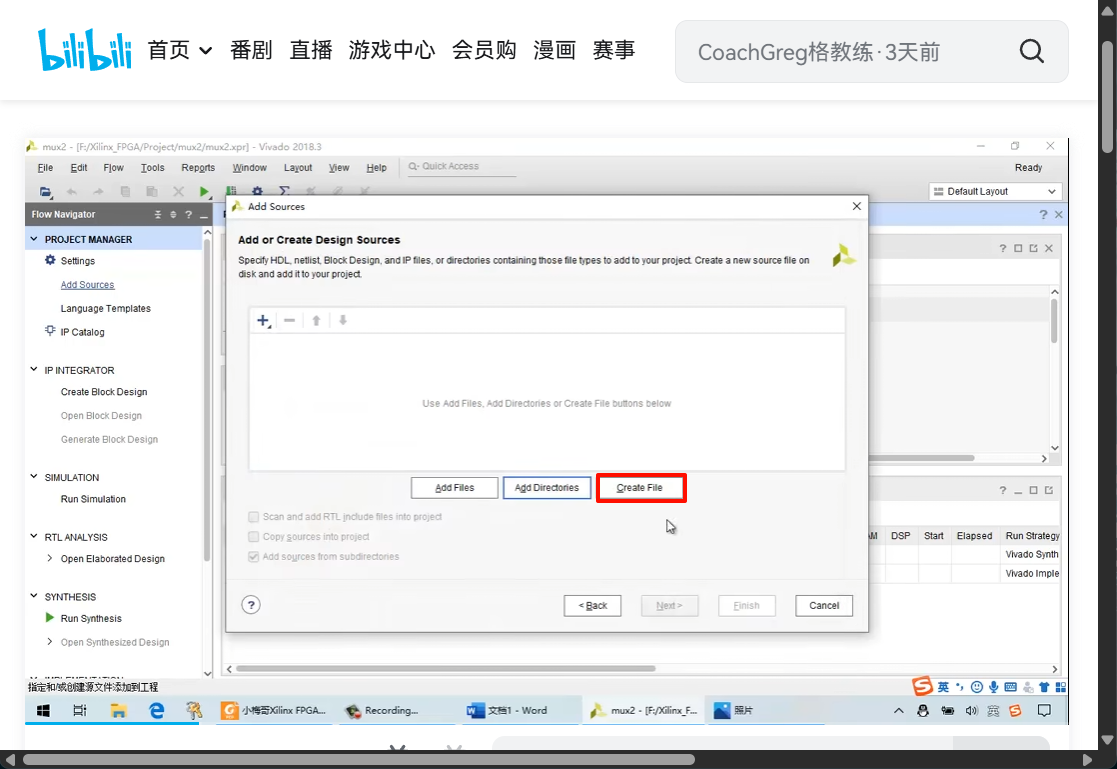 bilibili 首页 番剧 直播 游戏中心 会员购 漫画 赛事 CoachGreg格教练·3天前
mux2 - [F:/Xilinx_FPGA/Project/mux2/mux2.xpr] - Vivado 2018.3
File Edit Flow Tools Reports Window Layout View Help Quick Access Ready
Default Layout
Flow Navigator
PROJECT MANAGER
Settings
Add Sources
Language Templates
IP Catalog
IP INTEGRATOR
Create Block Design
Open Block Design
Generate Block Design
SIMULATION
Run Simulation
RTL ANALYSIS
Open Elaborated Design
SYNTHESIS
Run Synthesis
Open Synthesized Design
Add Sources
Add or Create Design Sources
Specify HDL, netlist, Block Design, and IP files, or directories containing those file types to add to your project. Create a new source file on
disk and add it to your project.
Use Add Files, Add Directories or Create File buttons below
Add Files Add Directories Create File
Scan and add RTL include files into project
Copy sources into project
Add sources from subdirectories
? < Back Next > Finish Cancel
DSP Start Elapsed Run Strategy
Vivado Synth
Vivado Imple
指定和/或创建源文件添加到工程
英
小梅哥Xilinx FPGA... Recording... 文档1 - Word mux2 - [F:/Xilinx_F... 照片 英